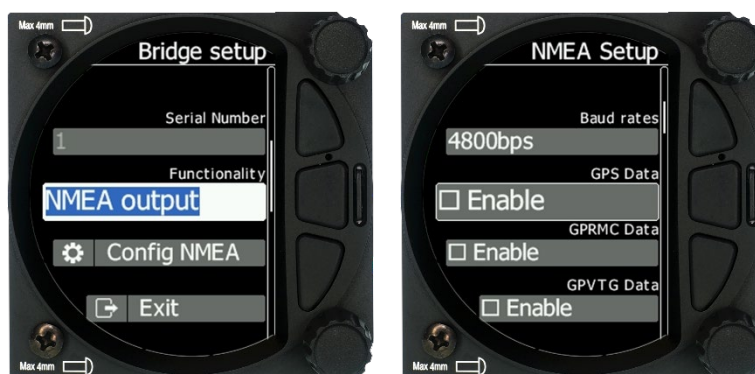 Max 4mm
Bridge setup
Serial Number
1
Functionality
NMEA output
Config NMEA
Exit
Max 4mm
Max 4mm
NMEA Setup
Baud rates
4800bps
GPS Data
Enable
GPRMC Data
Enable
GPVTG Data
Enable
Max 4mm